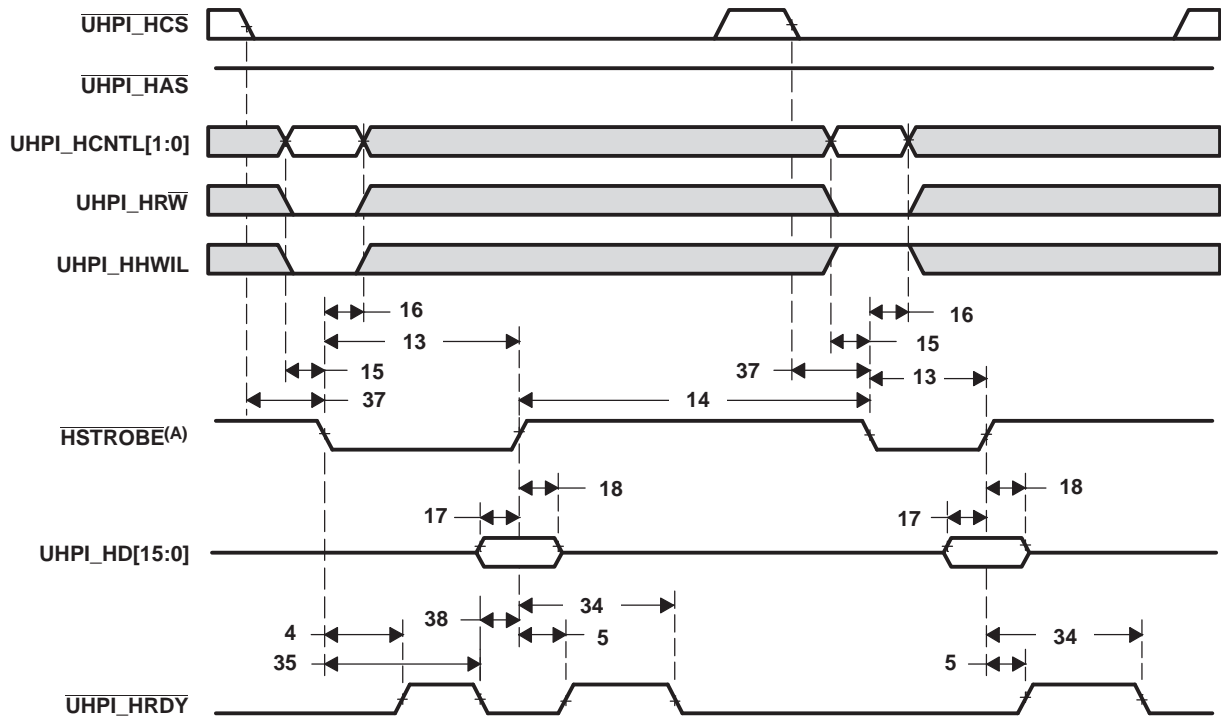 UHPI_HCS
UHPI_HAS
UHPI_HCNTL[1:0]
UHPI_HRW
UHPI_HHWIL
16 16
13 15
15 37 13
37 14
HSTROBE(A)
18 18
17 17
UHPI_HD[15:0]
38 34
4 5 34
35 5
UHPI_HRDY